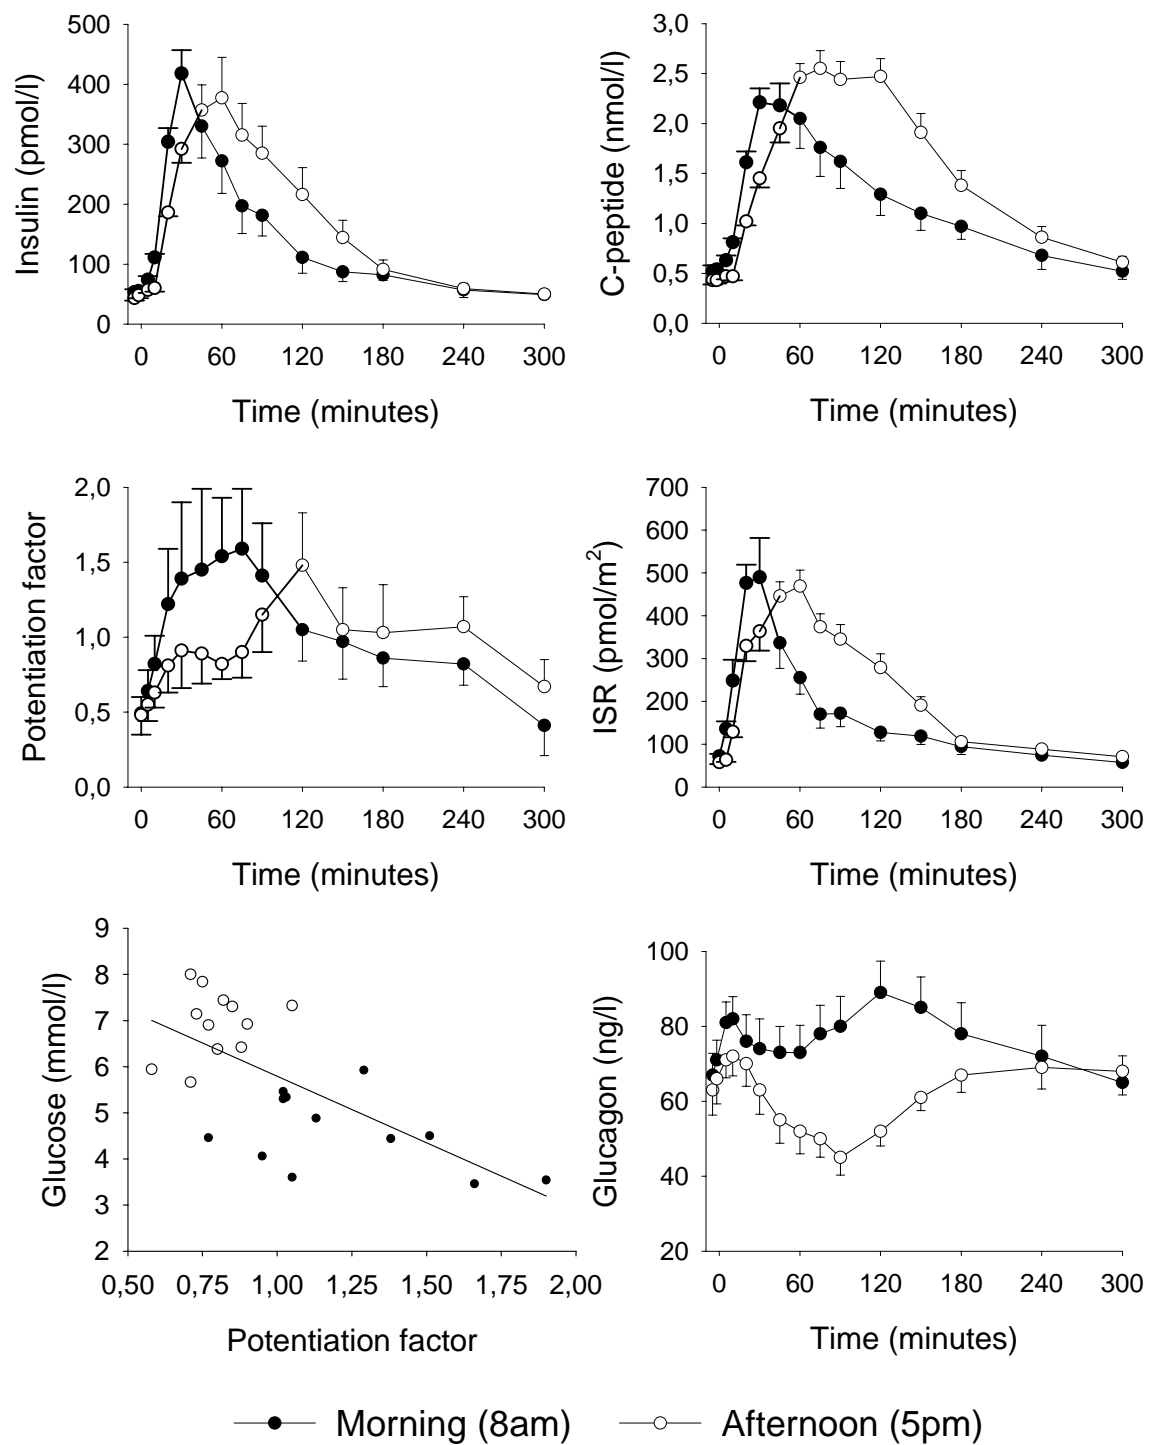 500
400
300
200
100
0
Insulin (pmol/l)
0 60 120 180 240 300
Time (minutes)
3,0
2,5
2,0
1,5
1,0
0,5
0,0
C-peptide (nmol/l)
0 60 120 180 240 300
Time (minutes)
2,0
1,5
1,0
0,5
0,0
Potentiation factor
0 60 120 180 240 300
Time (minutes)
700
600
500
400
300
200
100
0
ISR (pmol/m²)
0 60 120 180 240 300
Time (minutes)
9
8
7
6
5
4
3
2
Glucose (mmol/l)
0,50 0,75 1,00 1,25 1,50 1,75 2,00
Potentiation factor
100
80
60
40
20
Glucagon (ng/l)
0 60 120 180 240 300
Time (minutes)
Morning (8am) Afternoon (5pm)